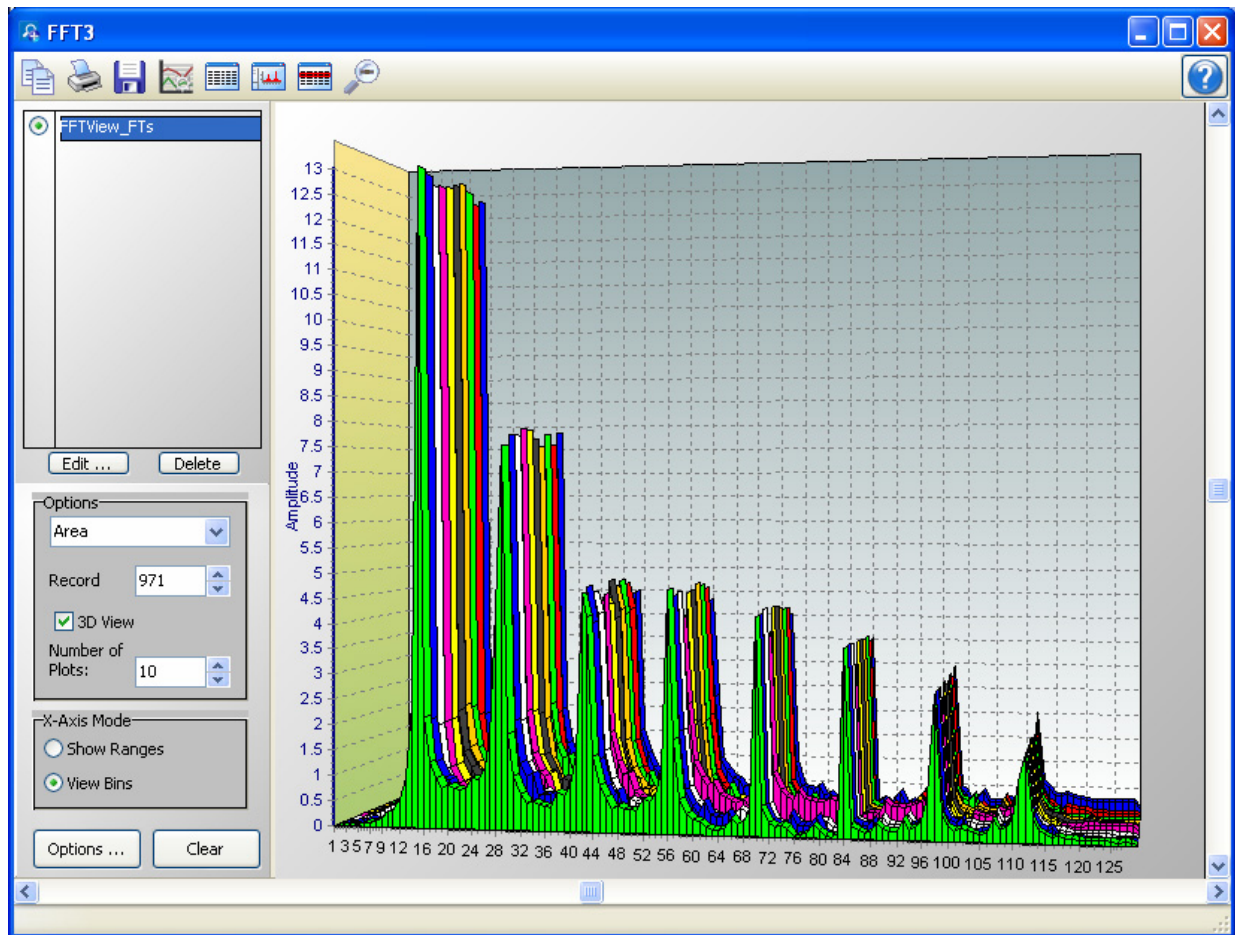 FFT3
FFTView_FTs
Edit ...
Delete
Options
Area
Record
971
3D View
Number of
Plots:
10
X-Axis Mode
Show Ranges
View Bins
Options ...
Clear
Amplitude
13
12.5
12
11.5
11
10.5
10
9.5
9
8.5
8
7.5
7
6.5
6
5.5
5
4.5
4
3.5
3
2.5
2
1.5
1
0.5
0
1 3 5 7 9 12 16 20 24 28 32 36 40 44 48 52 56 60 64 68 72 76 80 84 88 92 96 100 105 110 115 120 125